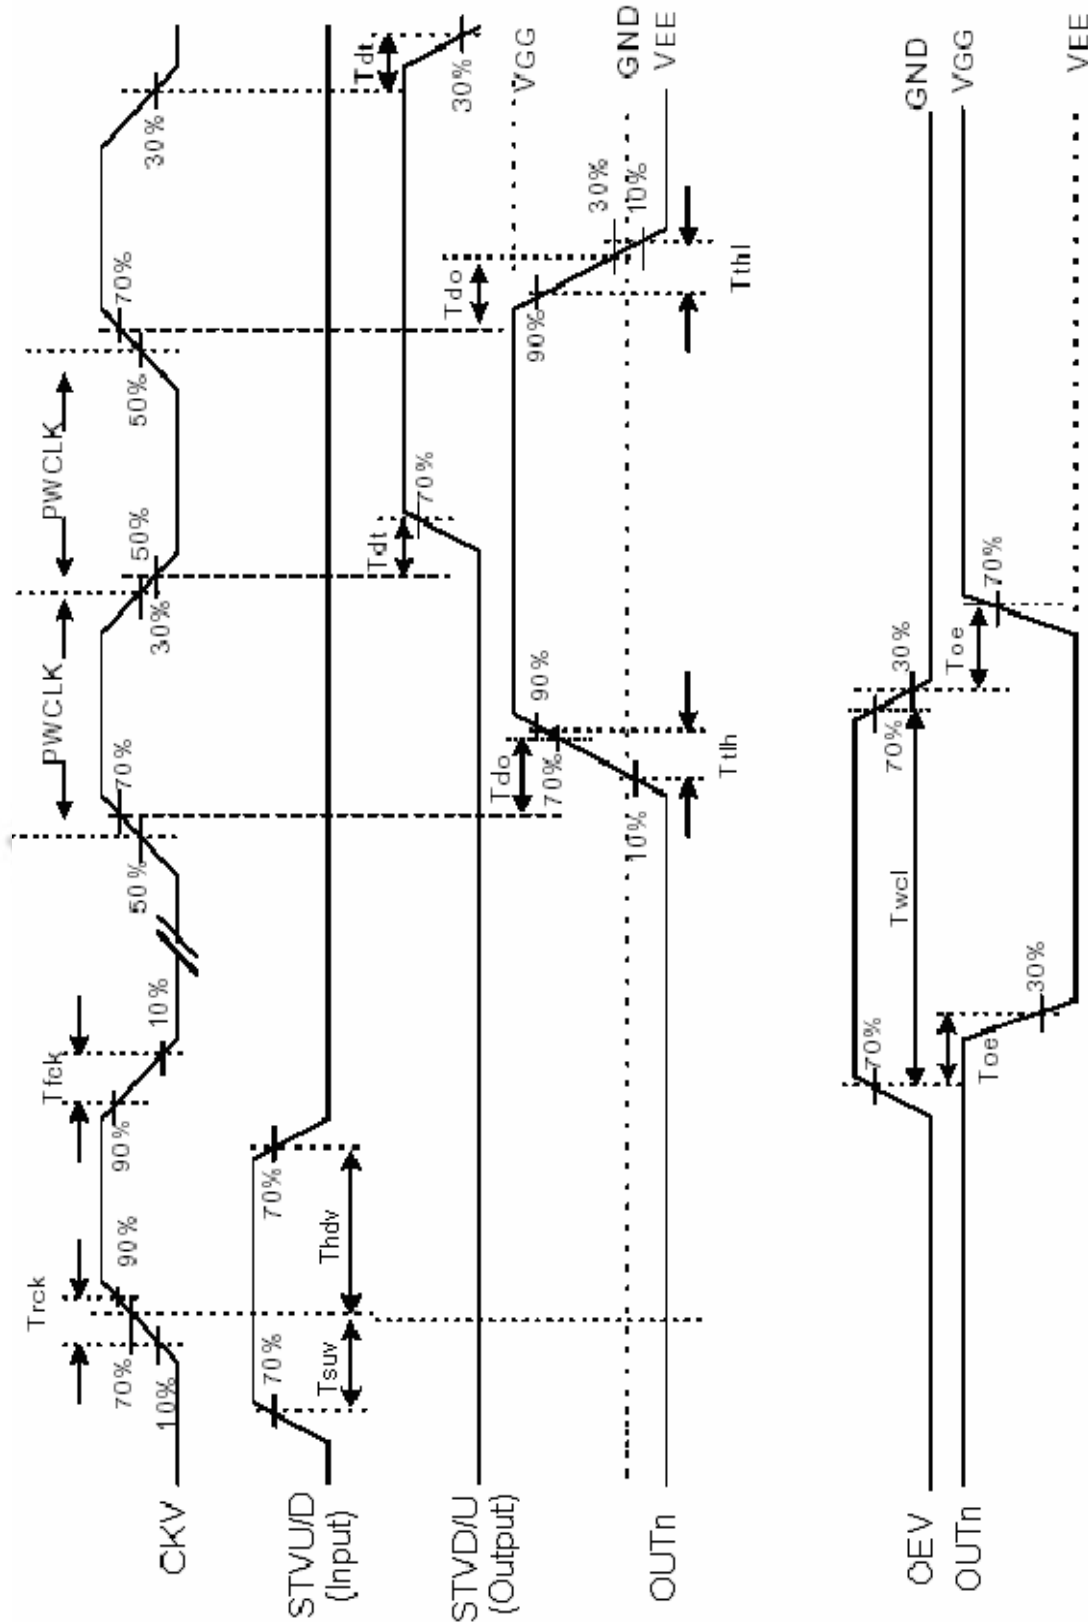 CKV
Trck
70%
10%
90%
Tfck
90%
10%
50%
70%
PWCLK
30%
50%
PWCLK
50%
70%
30%
STVU/D
(Input)
70%
Tsuv
Thdv
70%
STVD/U
(Output)
Tdt
70%
Tdt
30%
OUTn
10%
Tdo
70%
90%
Ttlh
Tdo
90%
30%
10%
Tthl
VGG
GND
VEE
OEV
70%
Twcl
70%
30%
GND
OUTn
Toe
30%
Toe
70%
VGG
VEE